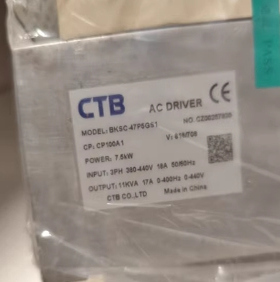 CTB AC DRIVER CE
MODEL: BKSC-47P5GS1
CP: CP100A1
POWER: 7.5kW
INPUT: 3PH 380-440V 18A 50/60Hz
OUTPUT: 11KVA 17A 0-400Hz 0-440V
CTB CO.,LTD Made in China